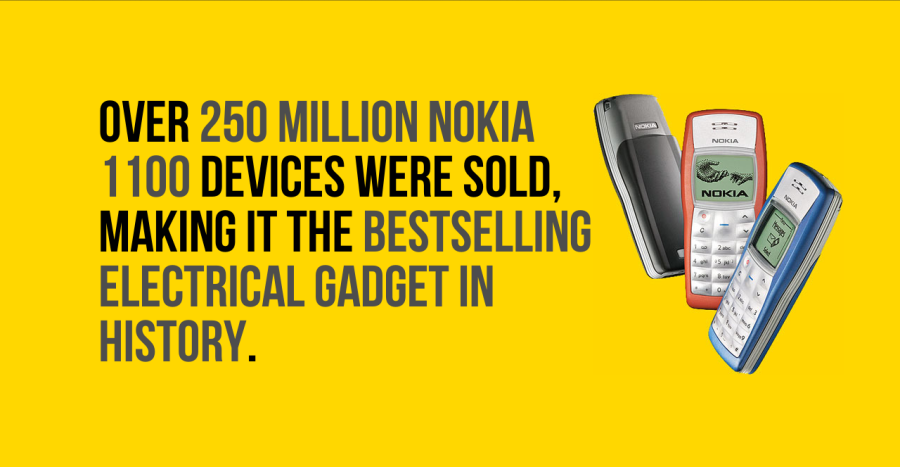 OVER 250 MILLION NOKIA
1100 DEVICES WERE SOLD,
MAKING IT THE BESTSELLING
ELECTRICAL GADGET IN
HISTORY.
NOKIA
NOKIA
NOKIA
NOKIA